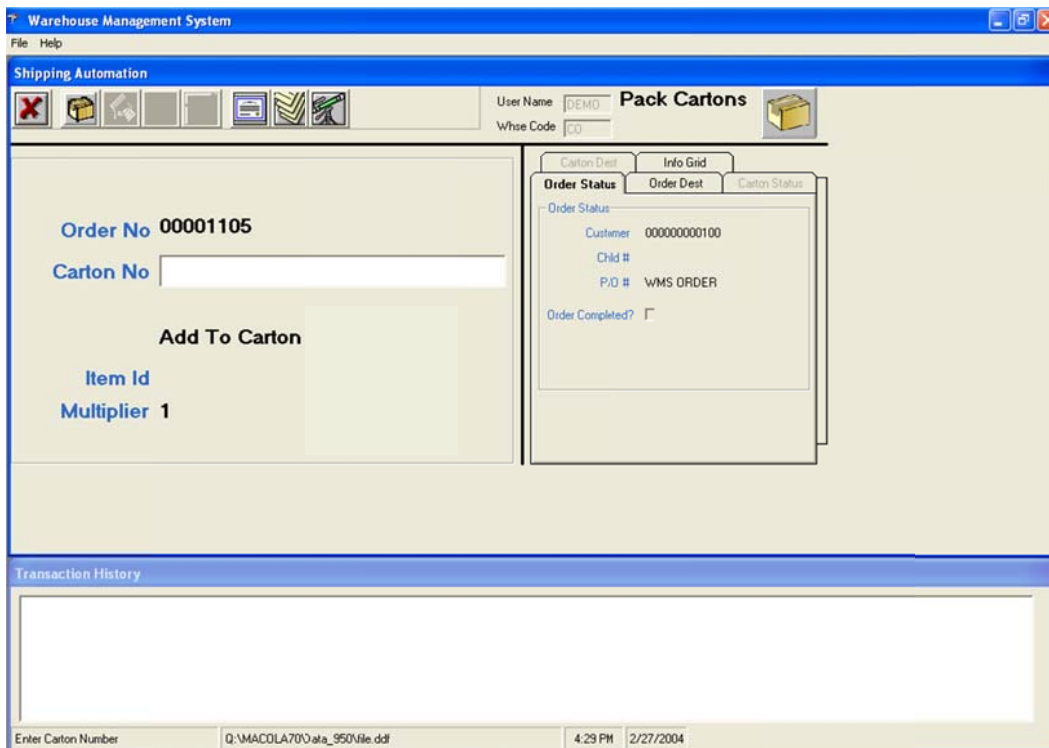 Warehouse Management System
File Help
Shipping Automation
User Name DEMO
Whse Code CO
Pack Cartons
Order No 00001105
Carton No
Add To Carton
Item Id
Multiplier 1
Carton Dest Info Grid
Order Status Order Dest Carton Status
Order Status
Customer 000000000100
Chld #
P/O # WMS ORDER
Order Completed?
Transaction History
Enter Carton Number Q:\MACOLA70\Data_950\file.ddf 4:29 PM 2/27/2004